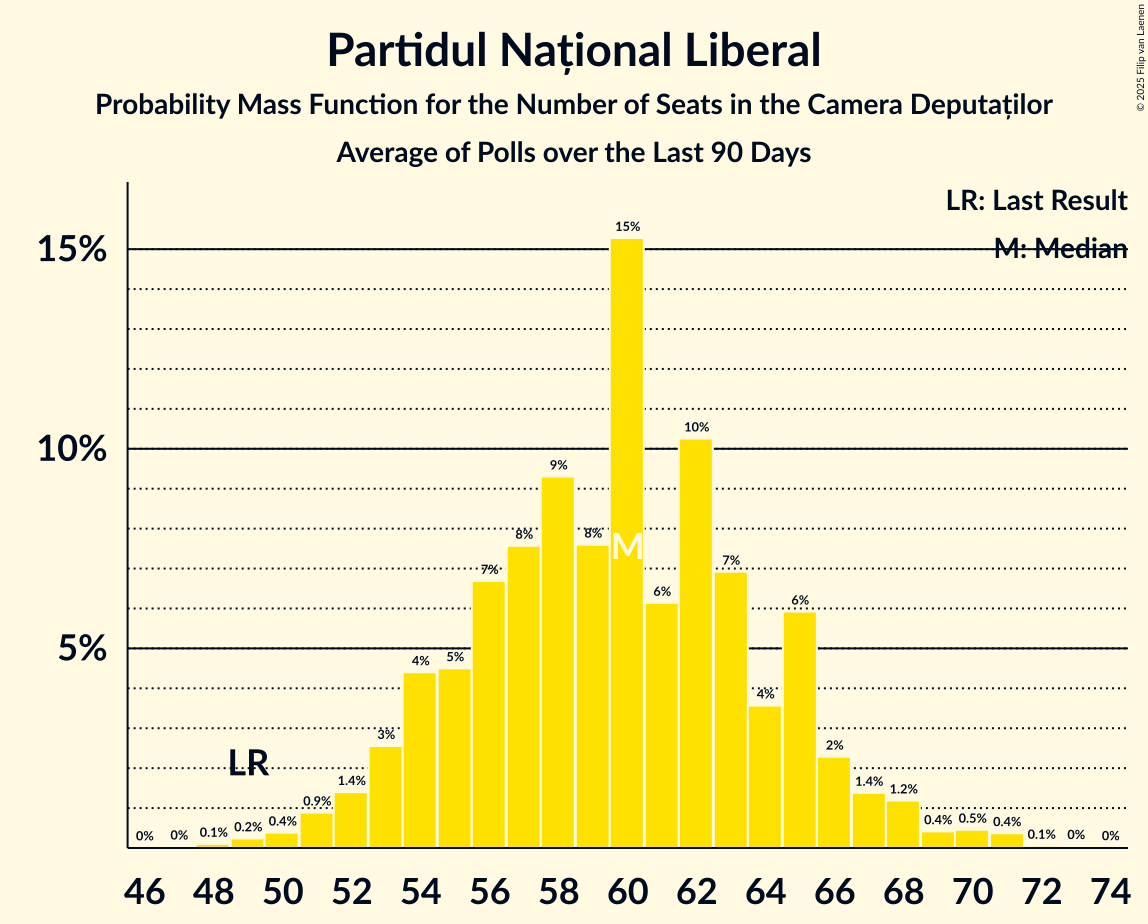 Partidul Național Liberal
Probability Mass Function for the Number of Seats in the Camera Deputaților
Average of Polls over the Last 90 Days
© 2025 Filip van Laenen
LR: Last Result
M: Median
15%
10%
5%
0% 0% 0.1% 0.2% 0.4% 0.9% 1.4% 3% 4% 5% 7% 8% 9% 8% 15% 6% 10% 7% 4% 6% 2% 1.4% 1.2% 0.4% 0.5% 0.4% 0.1% 0% 0%
LR
M
46 48 50 52 54 56 58 60 62 64 66 68 70 72 74